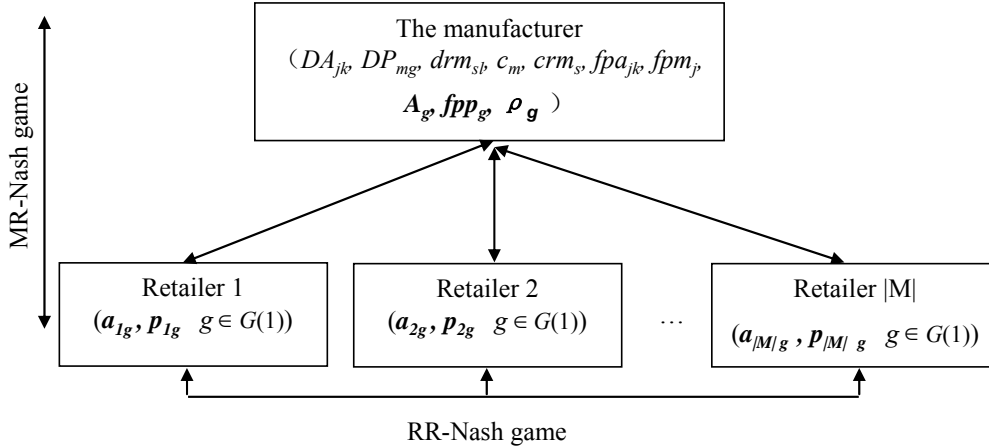 MR-Nash game
The manufacturer
（DA_jk, DP_mg, drm_sl, c_m, crm_s, fpa_jk, fpm_j,
A_g, fpp_g, ρ_g ）
Retailer 1
(a_1g, p_1g g∈G(1))
Retailer 2
(a_2g, p_2g g∈G(1))
…
Retailer |M|
(a_|M|g , p_|M| g g∈G(1))
RR-Nash game